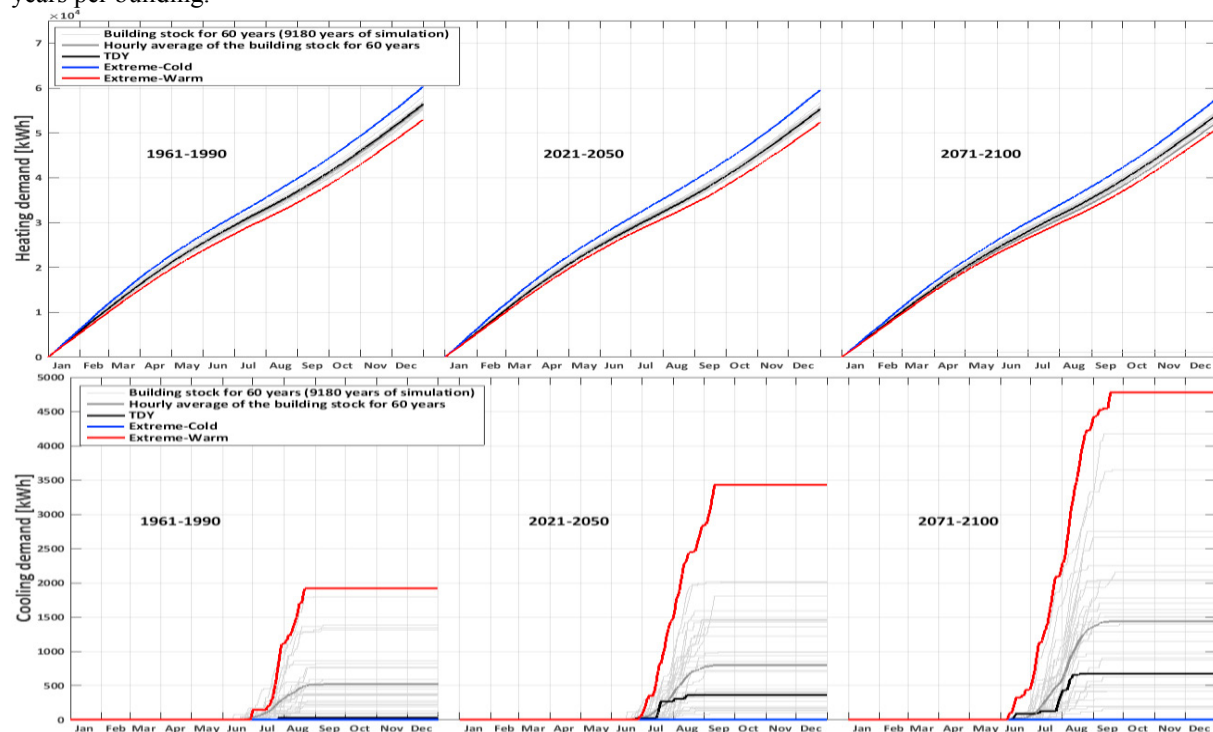 years per building.
×10⁴
Building stock for 60 years (9180 years of simulation)
Hourly average of the building stock for 60 years
TDY
Extreme-Cold
Extreme-Warm
7
6
5
4
3
2
1
0
Heating demand [kWh]
1961-1990
2021-2050
2071-2100
Jan Feb Mar Apr May Jun Jul Aug Sep Oct Nov Dec
Jan Feb Mar Apr May Jun Jul Aug Sep Oct Nov Dec
Jan Feb Mar Apr May Jun Jul Aug Sep Oct Nov Dec
Building stock for 60 years (9180 years of simulation)
Hourly average of the building stock for 60 years
TDY
Extreme-Cold
Extreme-Warm
5000
4500
4000
3500
3000
2500
2000
1500
1000
500
0
Cooling demand [kWh]
1961-1990
2021-2050
2071-2100
Jan Feb Mar Apr May Jun Jul Aug Sep Oct Nov Dec
Jan Feb Mar Apr May Jun Jul Aug Sep Oct Nov Dec
Jan Feb Mar Apr May Jun Jul Aug Sep Oct Nov Dec